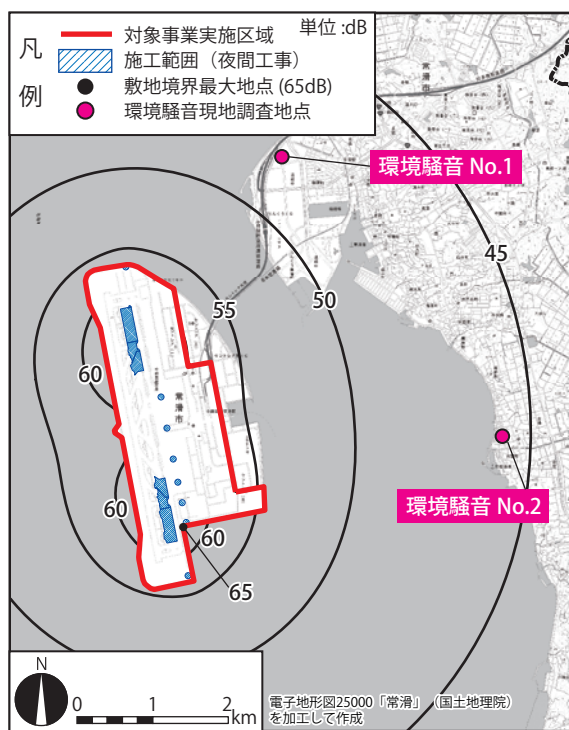 凡例
単位 :dB
対象事業実施区域
施工範囲（夜間工事）
敷地境界最大地点 (65dB)
環境騒音現地調査地点
常滑市
環境騒音 No.1
45
50
55
60
常滑市
環境騒音 No.2
60
60
65
N
0 1 2
km
電子地形図25000「常滑」（国土地理院）
を加工して作成